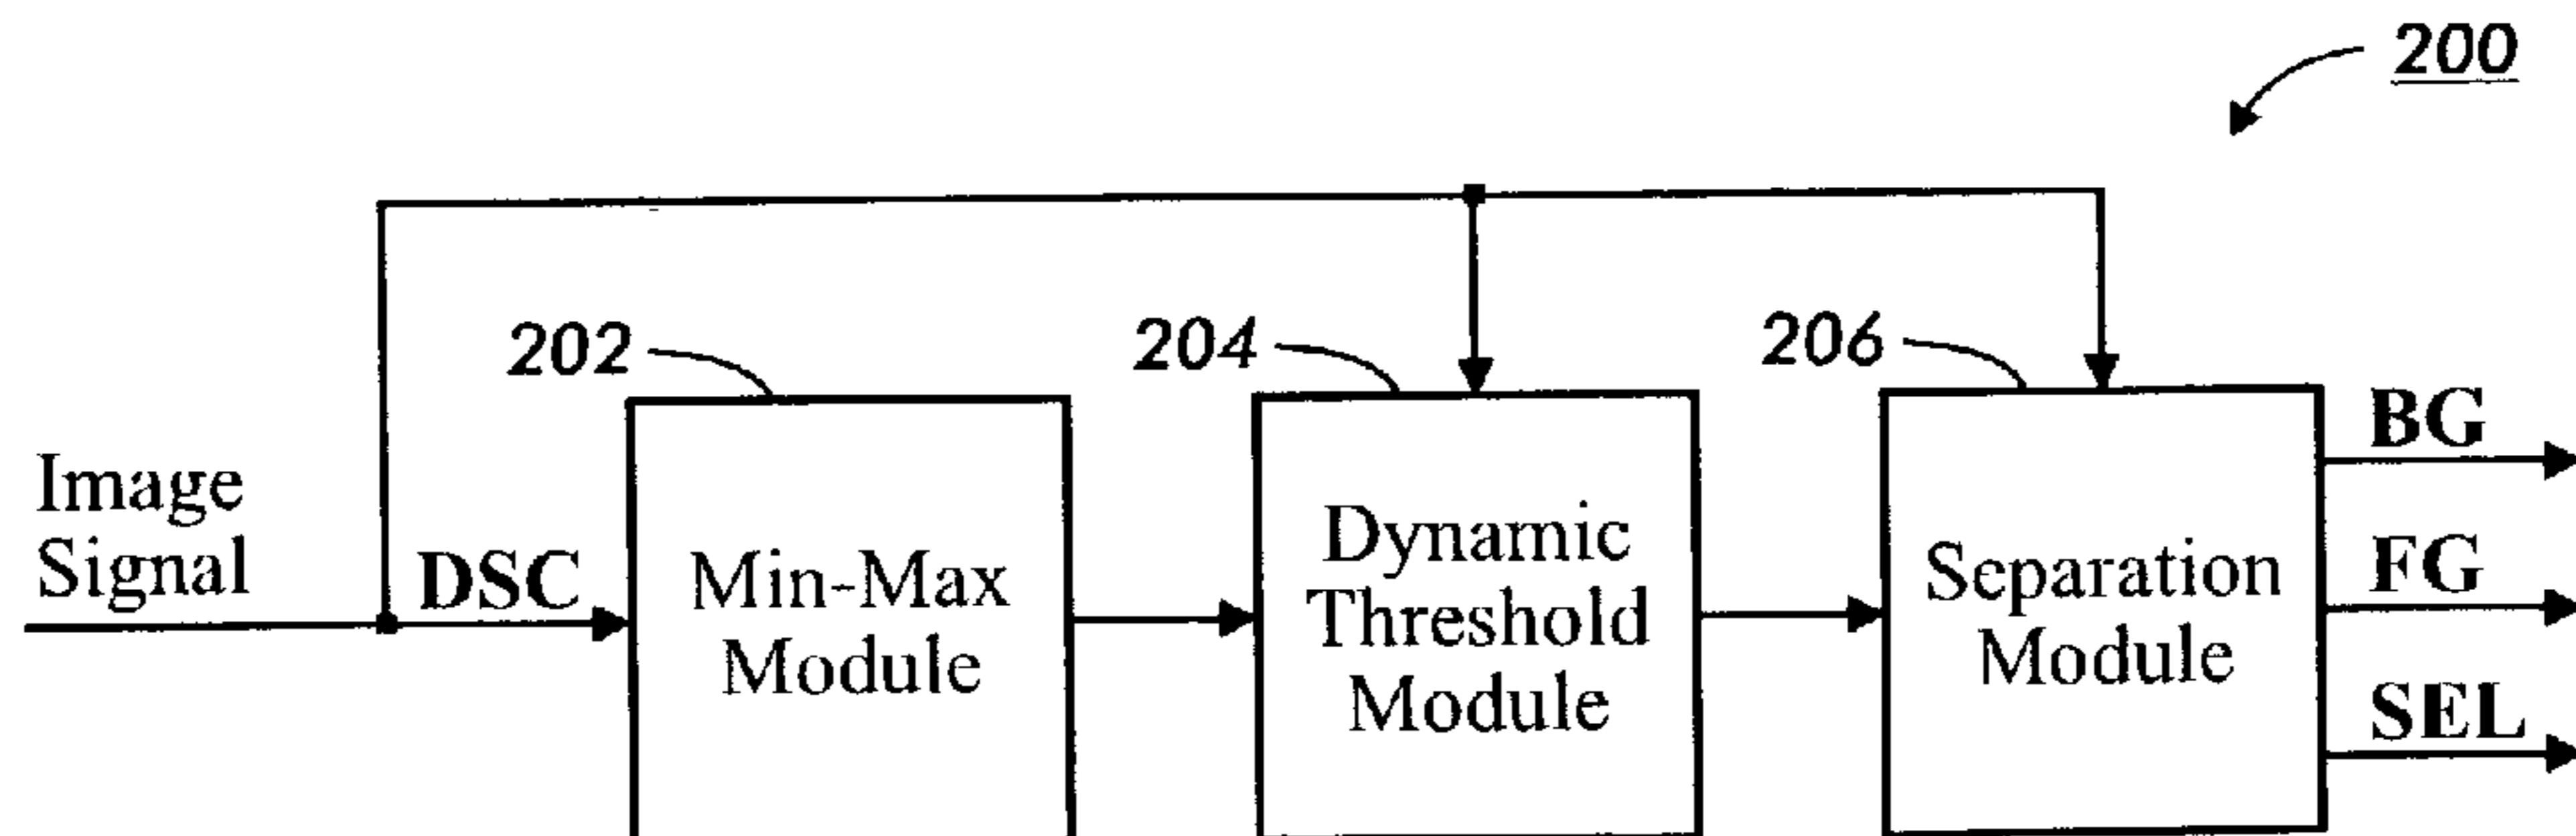 200
202
204
206
Image
Signal
DSC
Min-Max
Module
Dynamic
Threshold
Module
Separation
Module
BG
FG
SEL